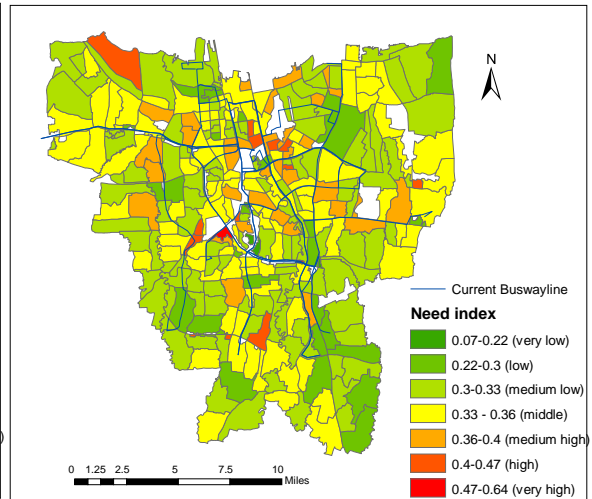 N
Current Buswayline
Need index
0.07-0.22 (very low)
0.22-0.3 (low)
0.3-0.33 (medium low)
0.33 - 0.36 (middle)
0.36-0.4 (medium high)
0.4-0.47 (high)
0.47-0.64 (very high)
0 1.25 2.5 5 7.5 10
Miles
)